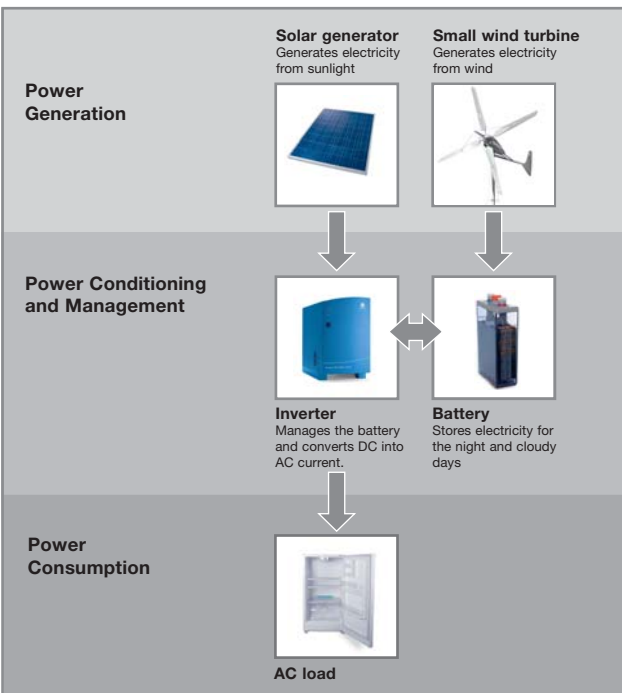 Solar generator
Generates electricity
from sunlight
Small wind turbine
Generates electricity
from wind
Power
Generation
Power Conditioning
and Management
Inverter
Manages the battery
and converts DC into
AC current.
Battery
Stores electricity for
the night and cloudy
days
Power
Consumption
AC load